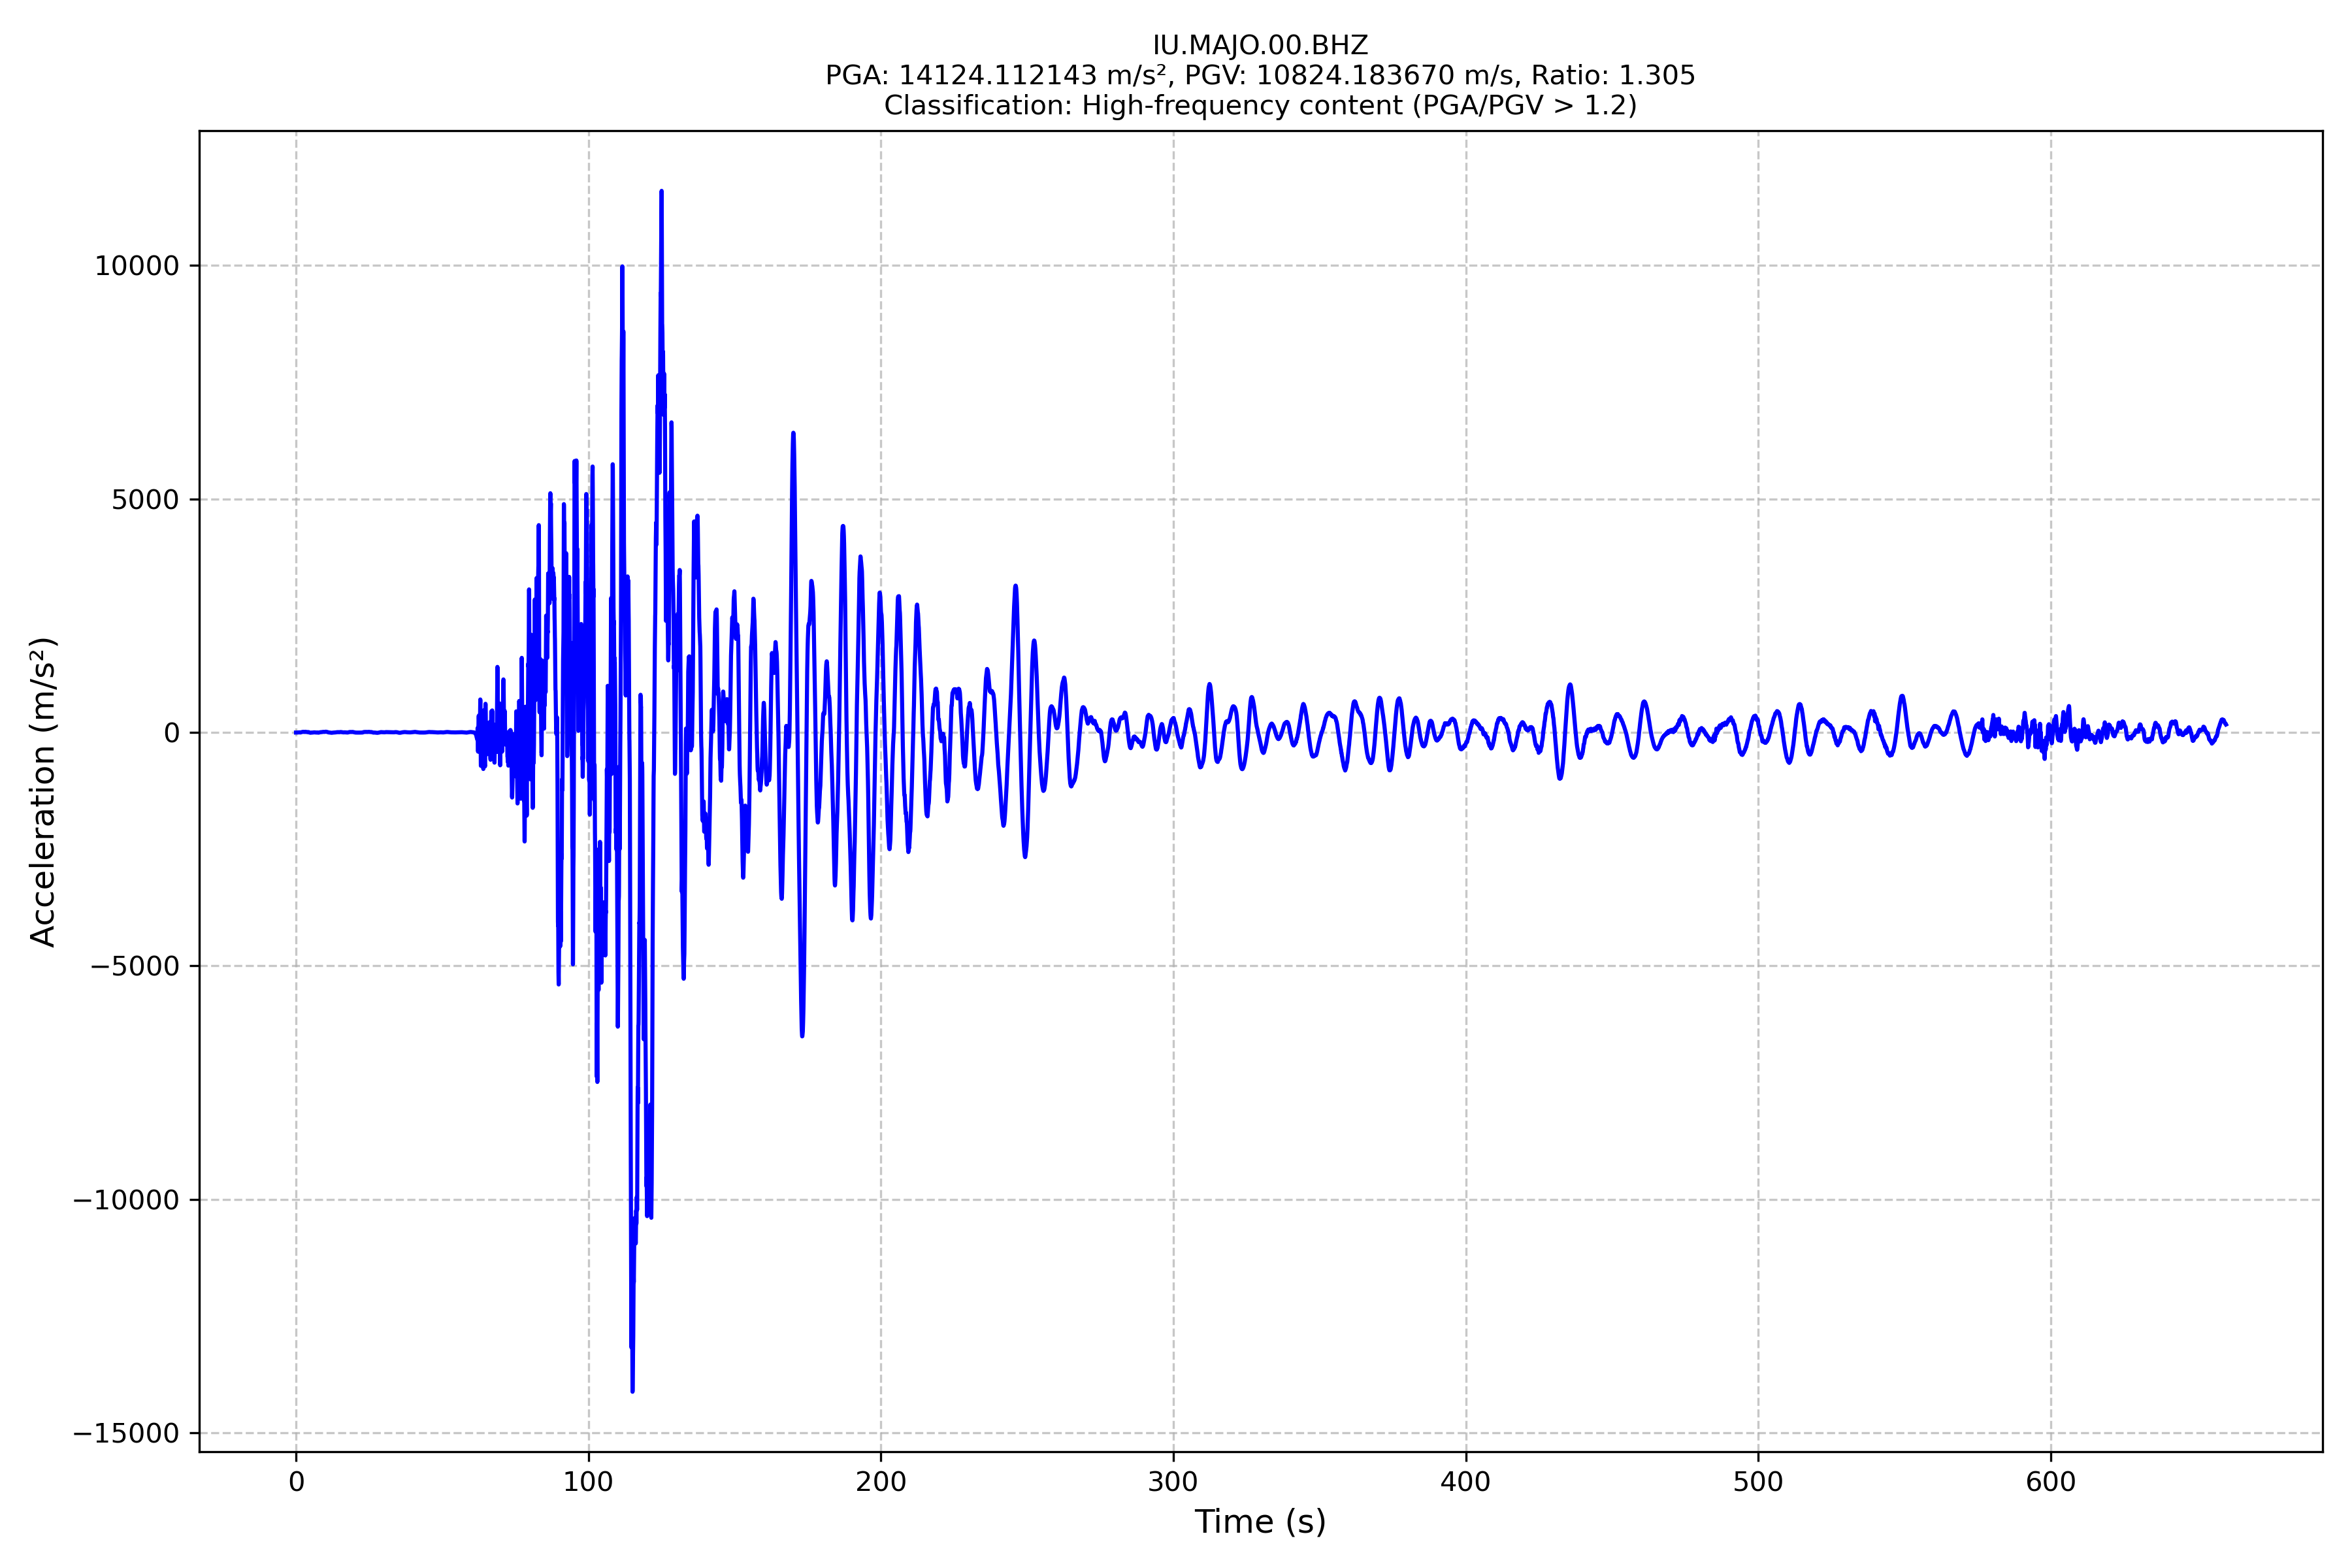 IU.MAJO.00.BHZ
PGA: 14124.112143 m/s², PGV: 10824.183670 m/s, Ratio: 1.305
Classification: High-frequency content (PGA/PGV > 1.2)
Acceleration (m/s²)
10000
5000
0
−5000
−10000
−15000
0 100 200 300 400 500 600
Time (s)